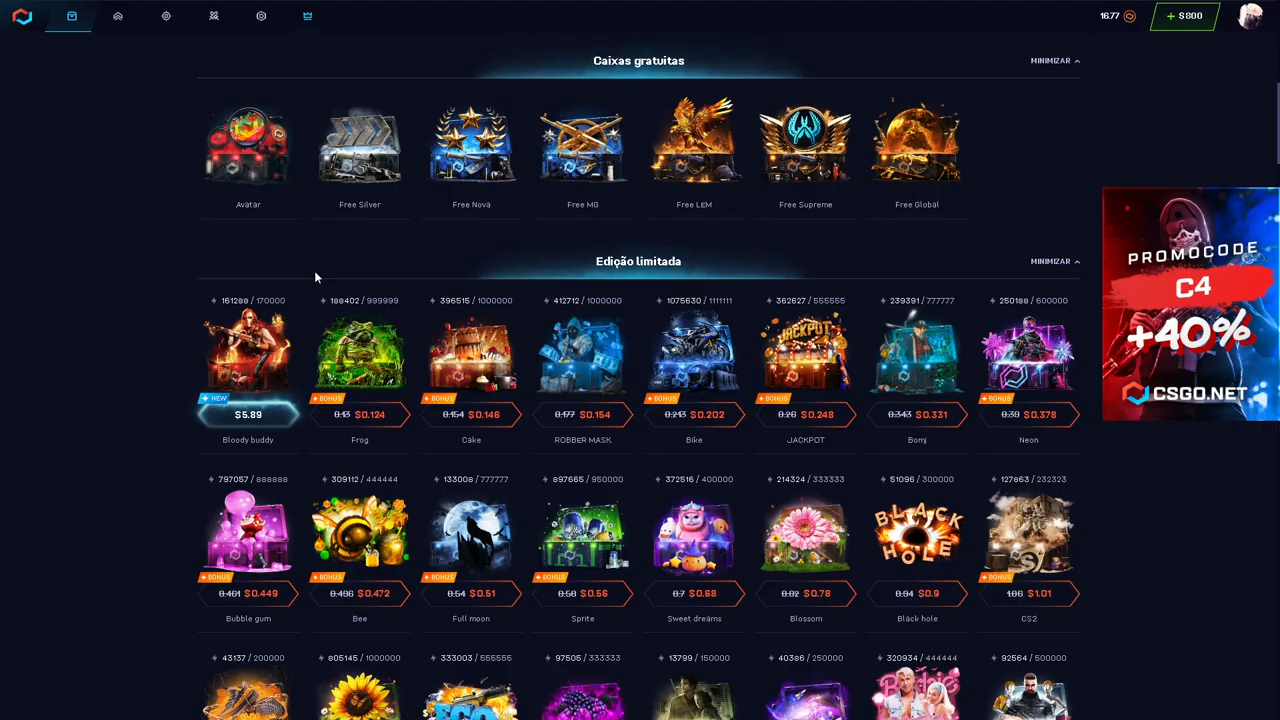 16.77
+ $800
Caixas gratuitas
MINIMIZAR
Avatar
Free Silver
Free Nova
Free MG
Free LEM
Free Supreme
Free Global
PROMOCODE
C4
+40%
CSGO.NET
Edição limitada
MINIMIZAR
161288 / 170000
188402 / 999999
396515 / 1000000
412712 / 1000000
1075630 / 1111111
362627 / 555555
239391 / 777777
250188 / 600000
JACKPOT
+ NEW
+ BONUS
+ BONUS
+ BONUS
+ BONUS
+ BONUS
$5.89
0.13 $0.124
0.154 $0.146
0.177 $0.154
0.213 $0.202
0.26 $0.248
0.343 $0.331
0.39 $0.378
Bloody buddy
Frog
Cake
ROBBER MASK
Bike
JACKPOT
Bomj
Neon
797057 / 888888
309112 / 444444
133008 / 777777
897665 / 950000
372516 / 400000
214324 / 333333
51096 / 300000
127863 / 232323
BLACK
HOLE
+ BONUS
+ BONUS
+ BONUS
+ BONUS
+ BONUS
0.461 $0.449
0.496 $0.472
0.54 $0.51
0.58 $0.56
0.7 $0.68
0.82 $0.78
0.94 $0.9
1.06 $1.01
Bubble gum
Bee
Full moon
Sprite
Sweet dreams
Blossom
Black hole
CS2
43137 / 200000
805145 / 1000000
333003 / 555555
97505 / 333333
13799 / 150000
40386 / 250000
320934 / 444444
92564 / 500000
ECO
Barbie